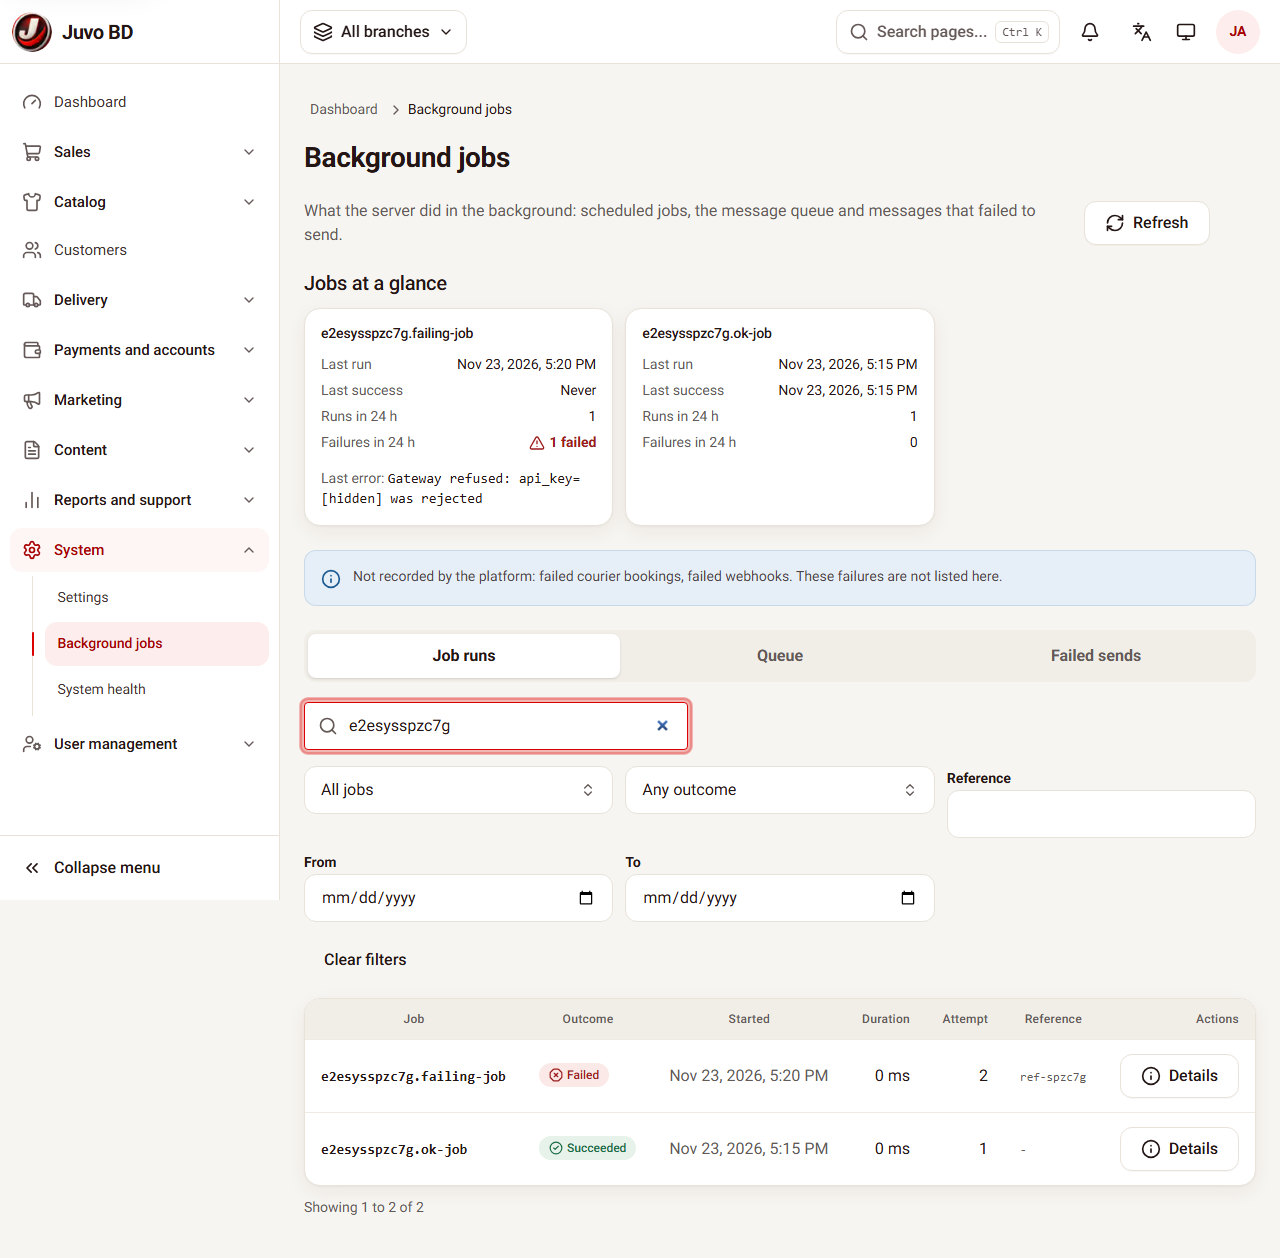 Juvo BD
All branches
Search pages... Ctrl K
JA
Dashboard
Sales
Catalog
Customers
Delivery
Payments and accounts
Marketing
Content
Reports and support
System
Settings
Background jobs
System health
User management
Collapse menu
Dashboard > Background jobs
Background jobs
What the server did in the background: scheduled jobs, the message queue and messages that failed to
send.
Refresh
Jobs at a glance
e2esysspzc7g.failing-job
Last run Nov 23, 2026, 5:20 PM
Last success Never
Runs in 24 h 1
Failures in 24 h 1 failed
Last error: Gateway refused: api_key=
[hidden] was rejected
e2esysspzc7g.ok-job
Last run Nov 23, 2026, 5:15 PM
Last success Nov 23, 2026, 5:15 PM
Runs in 24 h 1
Failures in 24 h 0
Not recorded by the platform: failed courier bookings, failed webhooks. These failures are not listed here.
Job runs Queue Failed sends
e2esysspzc7g
All jobs
Any outcome
Reference
From
mm/dd/yyyy
To
mm/dd/yyyy
Clear filters
Job Outcome Started Duration Attempt Reference Actions
e2esysspzc7g.failing-job Failed Nov 23, 2026, 5:20 PM 0 ms 2 ref-spzc7g Details
e2esysspzc7g.ok-job Succeeded Nov 23, 2026, 5:15 PM 0 ms 1 - Details
Showing 1 to 2 of 2